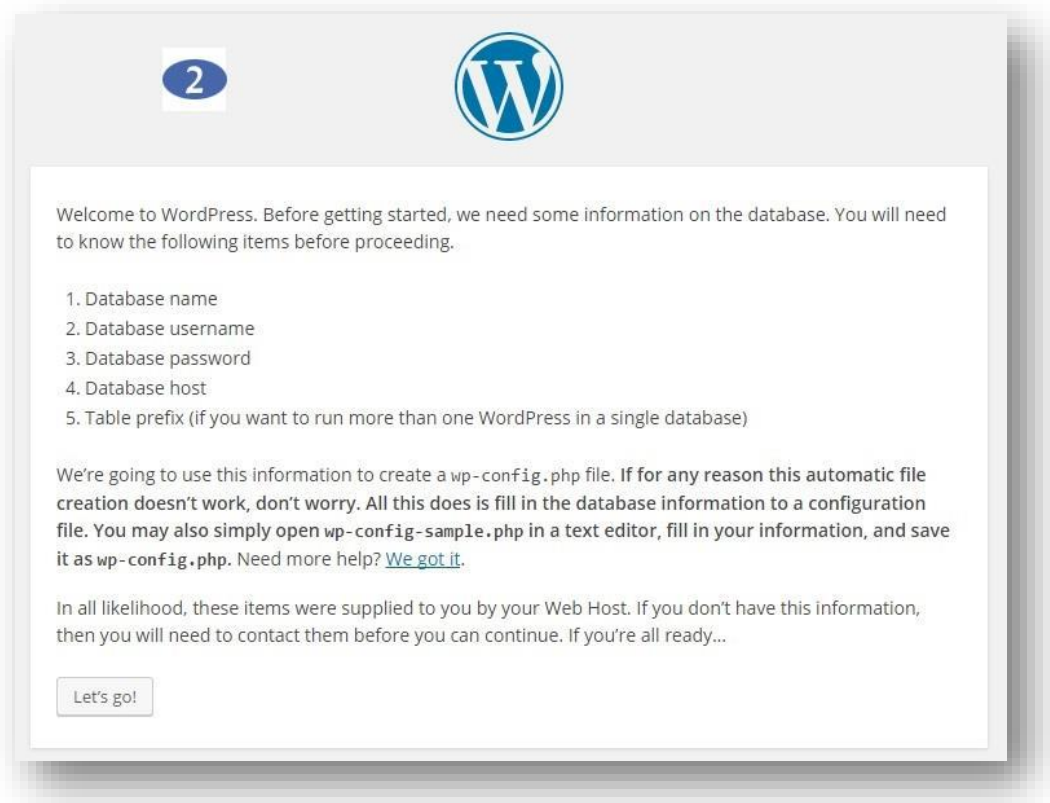 2
W
Welcome to WordPress. Before getting started, we need some information on the database. You will need
to know the following items before proceeding.
1. Database name
2. Database username
3. Database password
4. Database host
5. Table prefix (if you want to run more than one WordPress in a single database)
We’re going to use this information to create a wp-config.php file. If for any reason this automatic file
creation doesn’t work, don’t worry. All this does is fill in the database information to a configuration
file. You may also simply open wp-config-sample.php in a text editor, fill in your information, and save
it as wp-config.php. Need more help? We got it.
In all likelihood, these items were supplied to you by your Web Host. If you don’t have this information,
then you will need to contact them before you can continue. If you’re all ready…
Let’s go!